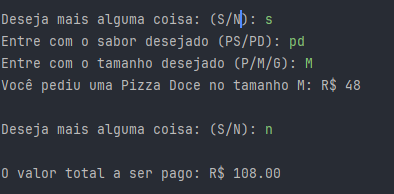 Deseja mais alguma coisa: (S/N): s
Entre com o sabor desejado (PS/PD): pd
Entre com o tamanho desejado (P/M/G): M
Você pediu uma Pizza Doce no tamanho M: R$ 48
Deseja mais alguma coisa: (S/N): n
O valor total a ser pago: R$ 108.00